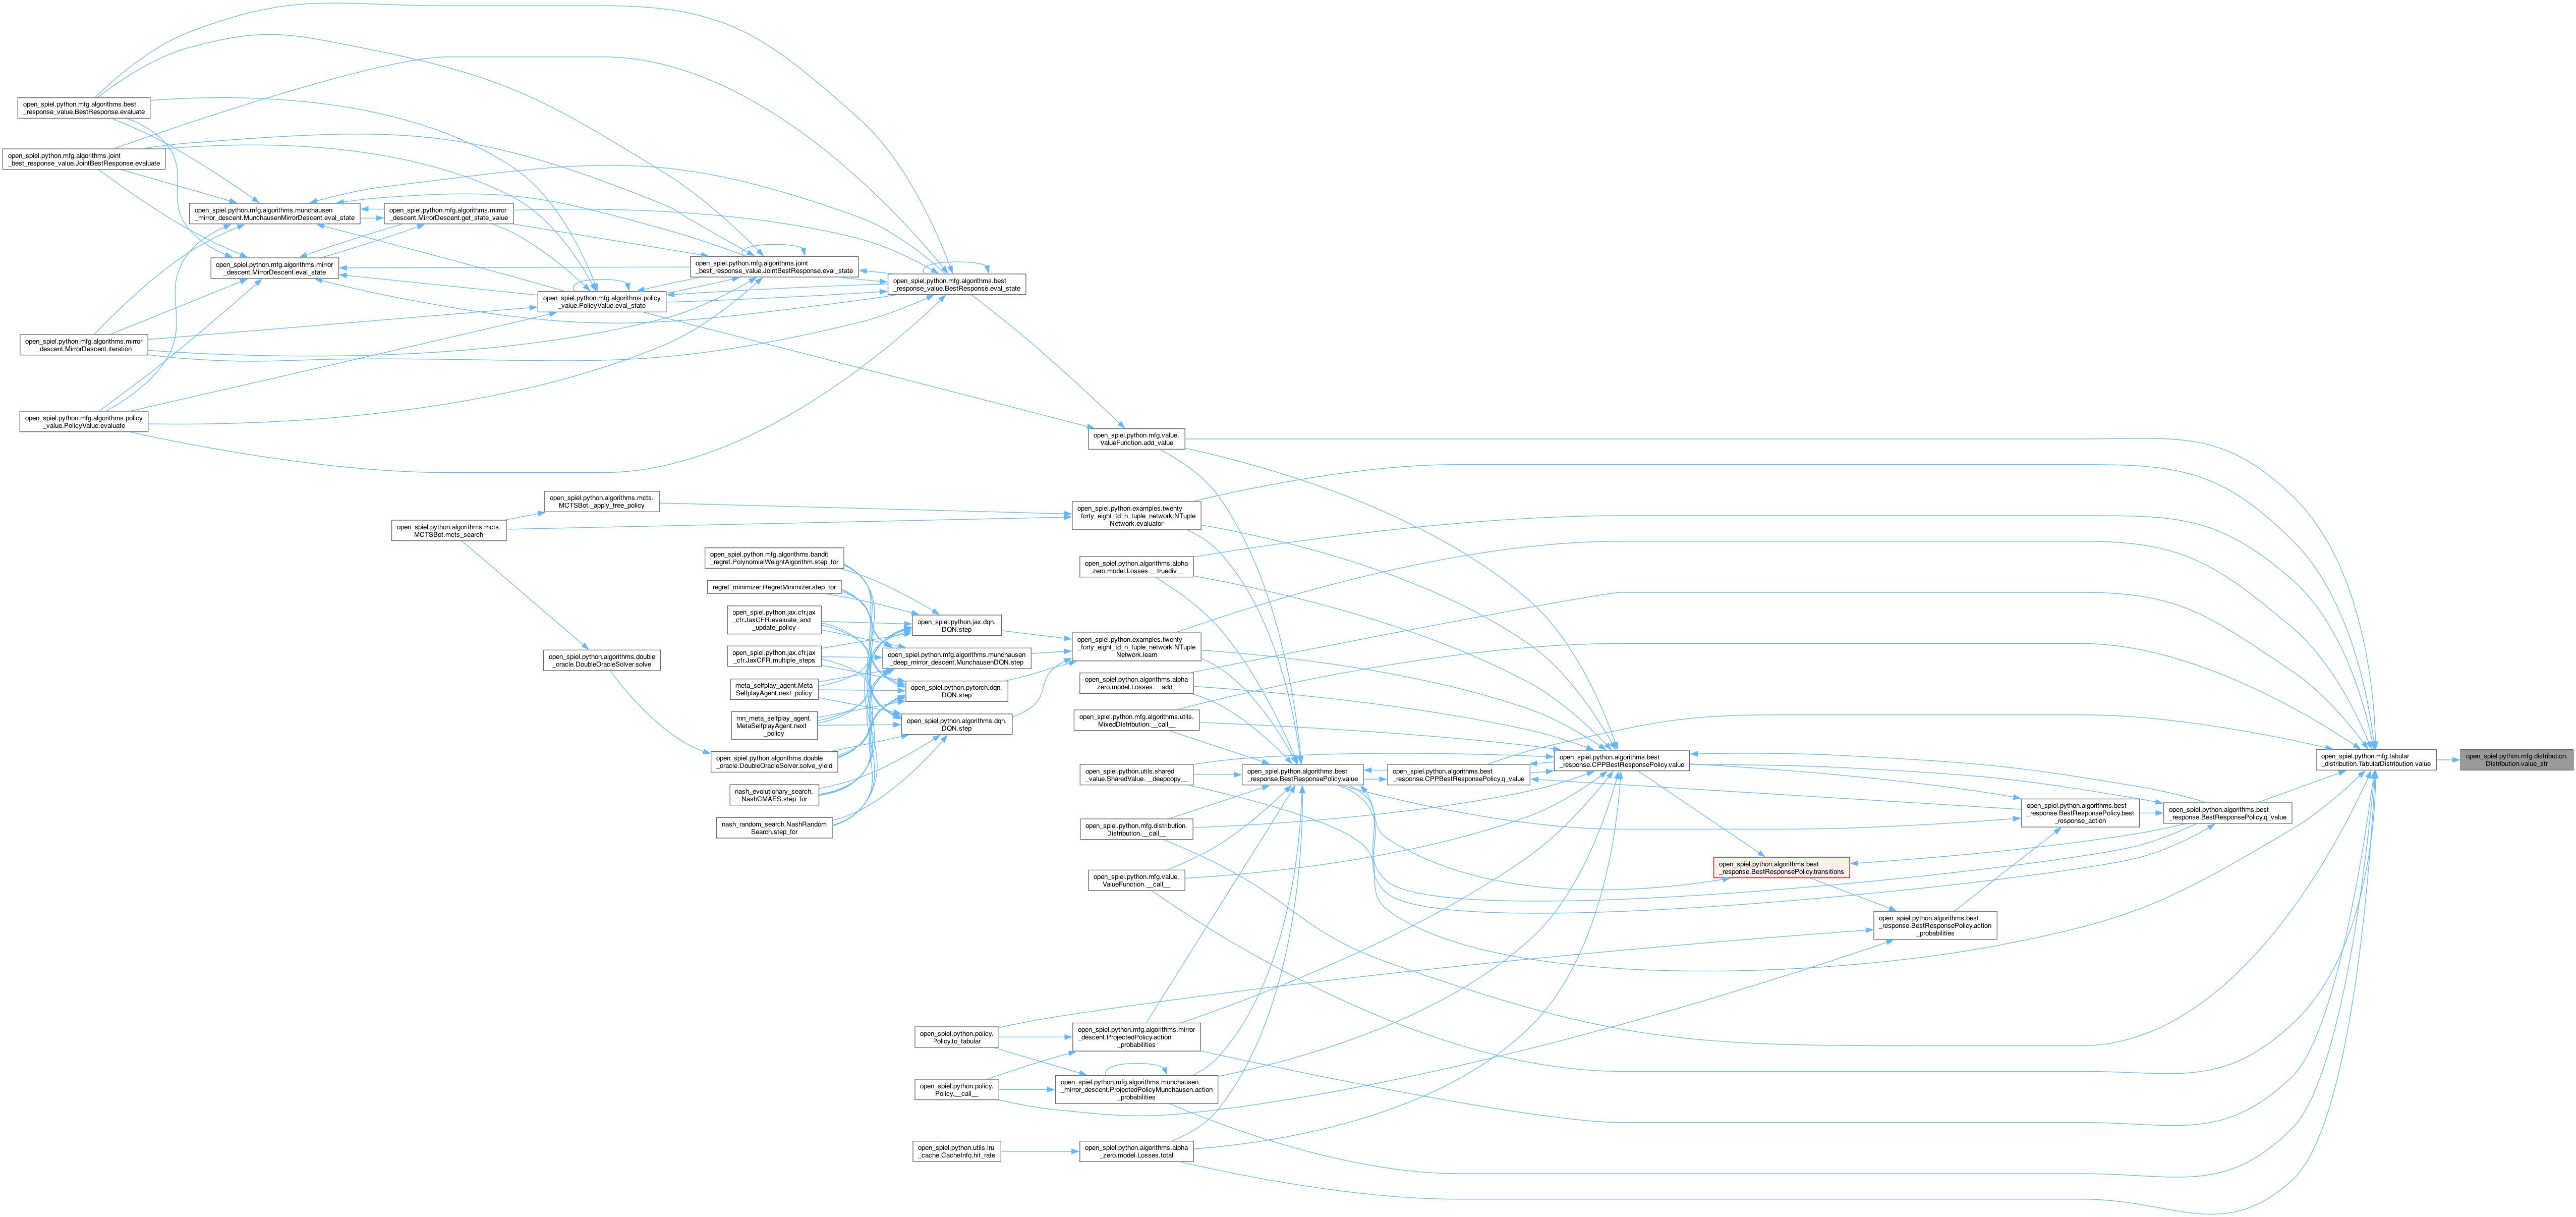 open_spiel.python.mfg.algorithms.best
_response_value.BestResponse.evaluate
open_spiel.python.mfg.algorithms.joint
_best_response_value.JointBestResponse.evaluate
open_spiel.python.mfg.algorithms.munchausen
_mirror_descent.MunchausenMirrorDescent.eval_state
open_spiel.python.mfg.algorithms.mirror
_descent.MirrorDescent.get_state_value
open_spiel.python.mfg.algorithms.mirror
_descent.MirrorDescent.eval_state
open_spiel.python.mfg.algorithms.joint
_best_response_value.JointBestResponse.eval_state
open_spiel.python.mfg.algorithms.best
_response_value.BestResponse.eval_state
open_spiel.python.mfg.algorithms.policy
_value.PolicyValue.eval_state
open_spiel.python.mfg.algorithms.mirror
_descent.MirrorDescent.iteration
open_spiel.python.mfg.algorithms.policy
_value.PolicyValue.evaluate
open_spiel.python.mfg.value.
ValueFunction.add_value
open_spiel.python.algorithms.mcts.
MCTSBot._apply_tree_policy
open_spiel.python.algorithms.mcts.
MCTSBot.mcts_search
open_spiel.python.examples.twenty
_forty_eight_td_n_tuple_network.NTuple
Network.evaluator
open_spiel.python.mfg.algorithms.bandit
_regret.PolynomialWeightAlgorithm.step_for
regret_minimizer.RegretMinimizer.step_for
open_spiel.python.jax.cfr.jax
_cfr.JaxCFR.evaluate_and
_update_policy
open_spiel.python.jax.cfr.jax
_cfr.JaxCFR.multiple_steps
meta_selfplay_agent.Meta
SelfplayAgent.next_policy
rnn_meta_selfplay_agent.
MetaSelfplayAgent.next
_policy
open_spiel.python.algorithms.double
_oracle.DoubleOracleSolver.solve_yield
nash_evolutionary_search.
NashCMAES.step_for
nash_random_search.NashRandom
Search.step_for
open_spiel.python.algorithms.double
_oracle.DoubleOracleSolver.solve
open_spiel.python.jax.dqn.
DQN.step
open_spiel.python.mfg.algorithms.munchausen
_deep_mirror_descent.MunchausenDQN.step
open_spiel.python.pytorch.dqn.
DQN.step
open_spiel.python.algorithms.dqn.
DQN.step
open_spiel.python.algorithms.alpha
_zero.model.Losses.__truediv__
open_spiel.python.examples.twenty
_forty_eight_td_n_tuple_network.NTuple
Network.learn
open_spiel.python.algorithms.alpha
_zero.model.Losses.__add__
open_spiel.python.mfg.algorithms.utils.
MixedDistribution.__call__
open_spiel.python.utils.shared
_value.SharedValue.__deepcopy__
open_spiel.python.mfg.distribution.
Distribution.__call__
open_spiel.python.mfg.value.
ValueFunction.__call__
open_spiel.python.algorithms.best
_response.BestResponsePolicy.value
open_spiel.python.algorithms.best
_response.CPPBestResponsePolicy.q_value
open_spiel.python.algorithms.best
_response.CPPBestResponsePolicy.value
open_spiel.python.mfg.tabular
_distribution.TabularDistribution.value
open_spiel.python.mfg.distribution.
Distribution.value_str
open_spiel.python.algorithms.best
_response.BestResponsePolicy.best
_response_action
open_spiel.python.algorithms.best
_response.BestResponsePolicy.q_value
open_spiel.python.algorithms.best
_response.BestResponsePolicy.transitions
open_spiel.python.algorithms.best
_response.BestResponsePolicy.action
_probabilities
open_spiel.python.policy.
Policy.to_tabular
open_spiel.python.mfg.algorithms.mirror
_descent.ProjectedPolicy.action
_probabilities
open_spiel.python.policy.
Policy.__call__
open_spiel.python.mfg.algorithms.munchausen
_mirror_descent.ProjectedPolicyMunchausen.action
_probabilities
open_spiel.python.utils.lru
_cache.CacheInfo.hit_rate
open_spiel.python.algorithms.alpha
_zero.model.Losses.total